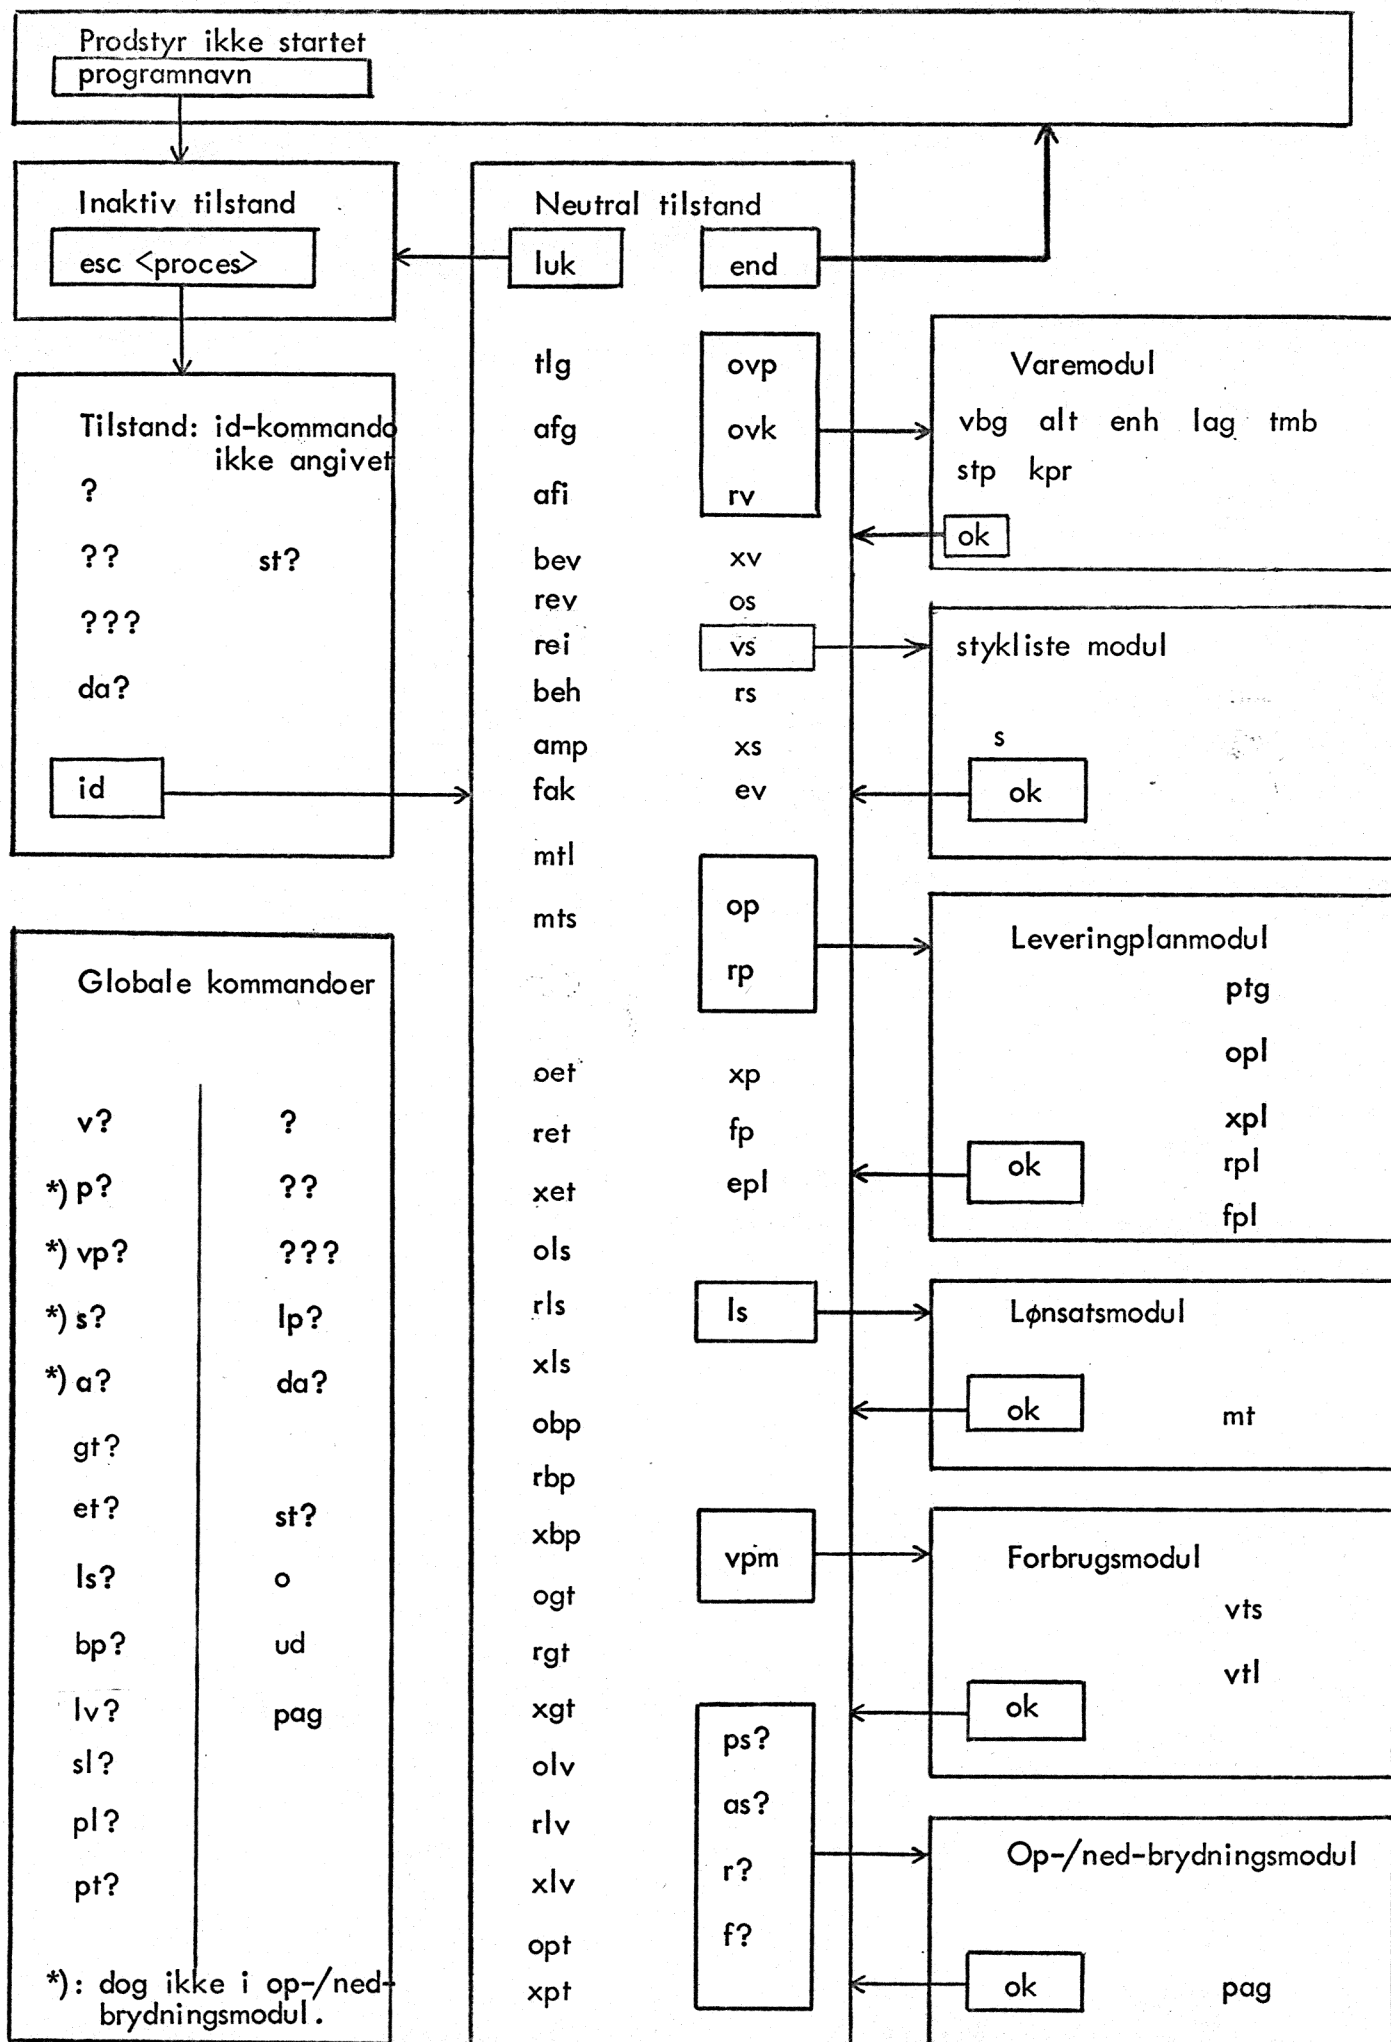 Prodstyr ikke startet
programnavn
Inaktiv tilstand
esc <proces>
Tilstand: id-kommando
ikke angivet
?
?? st?
???
da?
id
Globale kommandoer
v? ?
*) p? ??
*) vp? ???
*) s? lp?
*) a? da?
gt?
et? st?
ls? o
bp? ud
lv? pag
sl?
pl?
pt?
*): dog ikke i op-/ned-
brydningsmodul.
Neutral tilstand
luk end
tlg ovp
afg ovk
afi rv
bev xv
rev os
rei vs
beh rs
amp xs
fak ev
mtl
mts
op
rp
oet xp
ret fp
xet epl
ols
rls ls
xls
obp
rbp
xbp vpm
ogt
rgt
xgt ps?
olv as?
rlv r?
xlv f?
opt
xpt
Varemodul
vbg alt enh lag tmb
stp kpr
ok
stykliste modul
s
ok
Leveringplanmodul
ptg
opl
xpl
ok rpl
fpl
Lønsatsmodul
ok mt
Forbrugsmodul
vts
vtl
ok
Op-/ned-brydningsmodul
ok pag